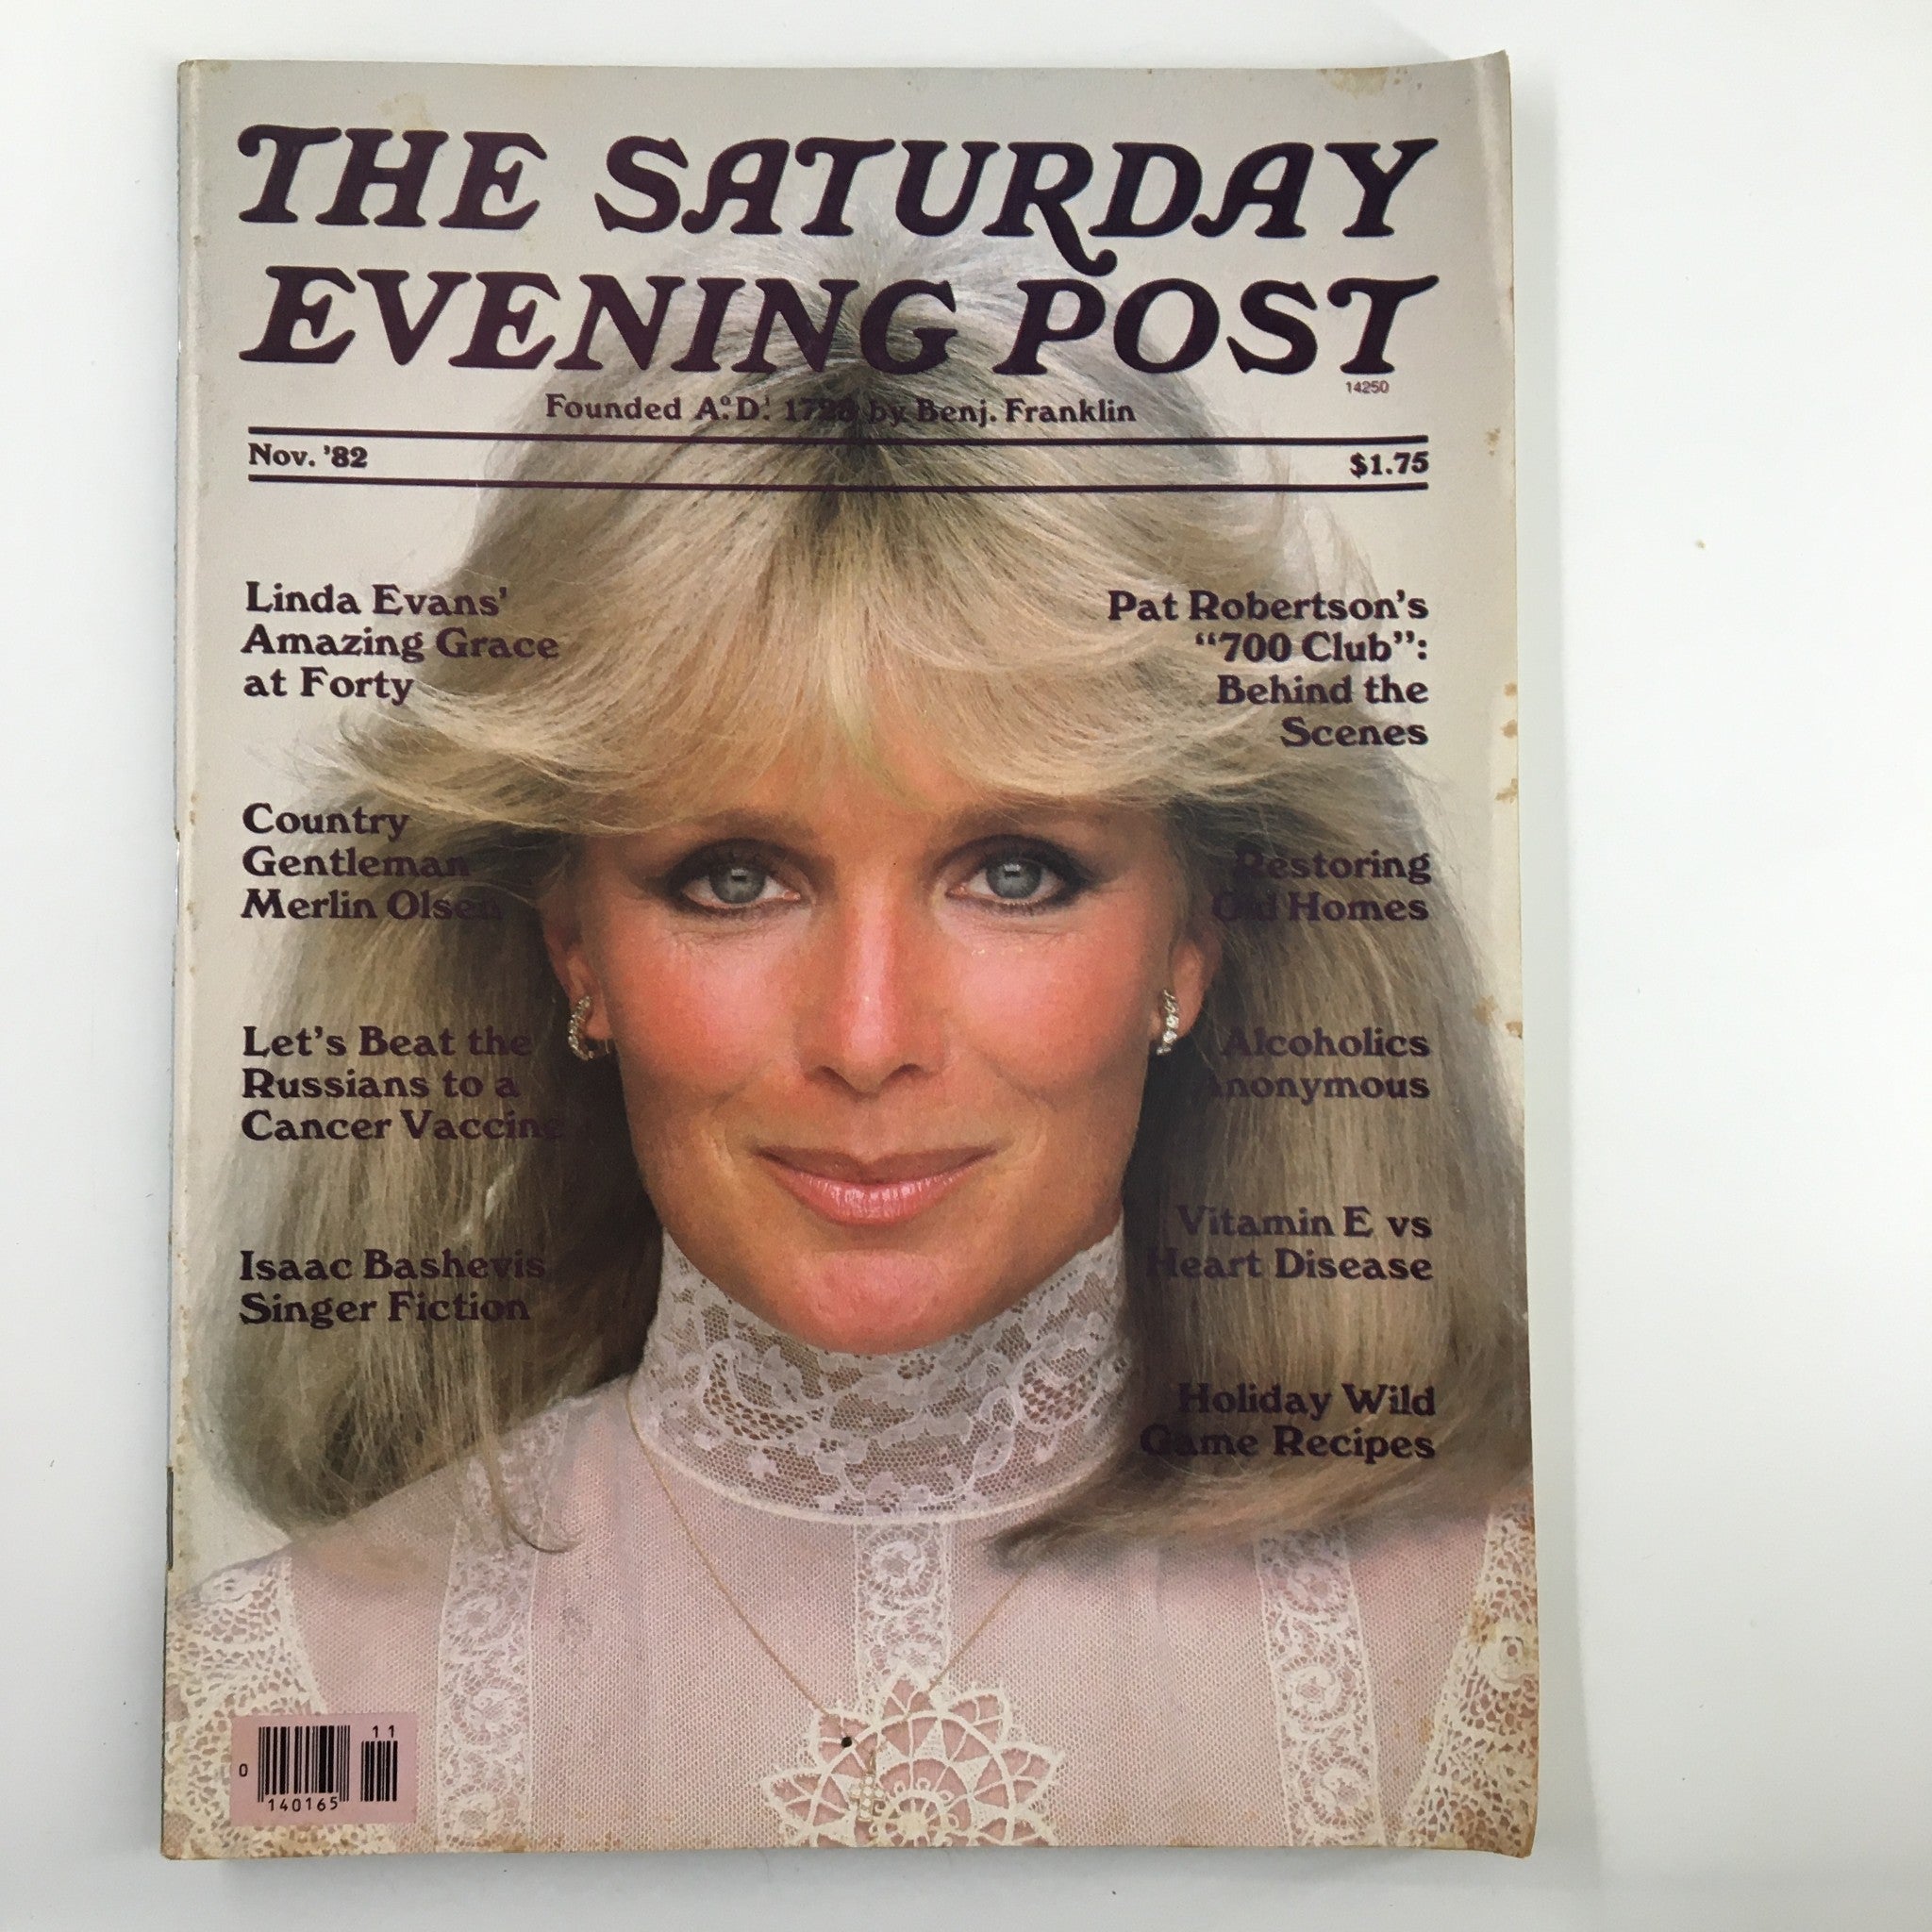 THE SATURDAY
EVENING POST
14250
Founded A.º D.ⁱ 1728 by Benj. Franklin
Nov. '82
$1.75
Linda Evans'
Amazing Grace
at Forty
Country
Gentleman
Merlin Olsen
Let's Beat the
Russians to a
Cancer Vaccine
Isaac Bashevis
Singer Fiction
Pat Robertson's
"700 Club":
Behind the
Scenes
Restoring
Old Homes
Alcoholics
Anonymous
Vitamin E vs
Heart Disease
Holiday Wild
Game Recipes
11
0
140165